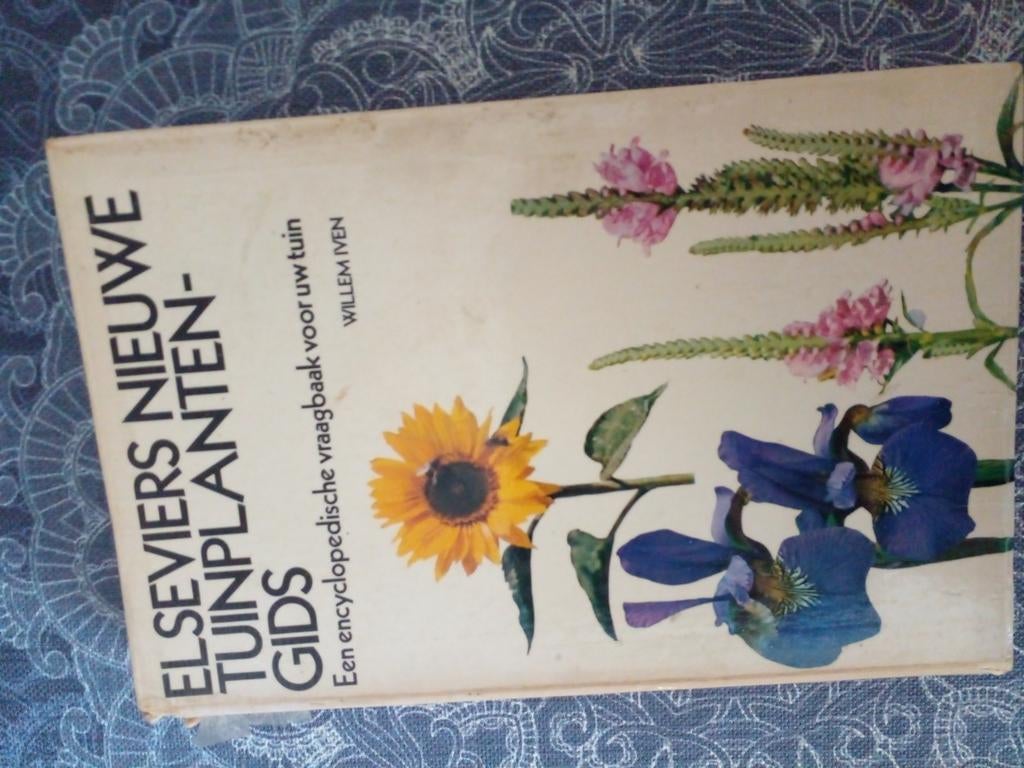 ELSEVIERS NIEUWE
TUINPLANTEN-
GIDS
Een encyclopedische vraagbaak voor uw tuin
WILLEM IVEN